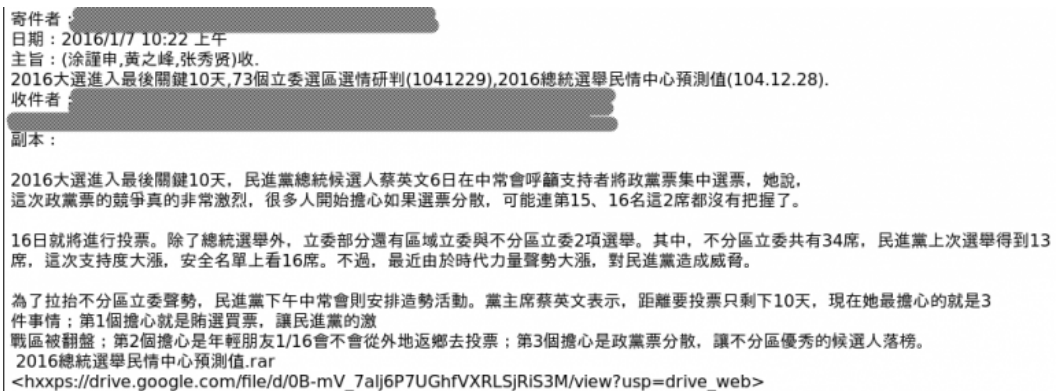 寄件者：
日期：2016/1/7 10:22 上午
主旨：(涂謹申,黃之峰,张秀贤)收.
2016大選進入最後關鍵10天,73個立委選區選情研判(1041229),2016總統選舉民情中心預測值(104.12.28).
收件者：
副本：
2016大選進入最後關鍵10天，民進黨總統候選人蔡英文6日在中常會呼籲支持者將政黨票集中選票，她說，
這次政黨票的競爭真的非常激烈，很多人開始擔心如果選票分散，可能連第15、16名這2席都沒有把握了。
16日就將進行投票。除了總統選舉外，立委部分還有區域立委與不分區立委2項選舉。其中，不分區立委共有34席，民進黨上次選舉得到13
席，這次支持度大漲，安全名單上看16席。不過，最近由於時代力量聲勢大漲，對民進黨造成威脅。
為了拉抬不分區立委聲勢，民進黨下午中常會則安排造勢活動。黨主席蔡英文表示，距離要投票只剩下10天，現在她最擔心的就是3
件事情；第1個擔心就是賄選買票，讓民進黨的激
戰區被翻盤；第2個擔心是年輕朋友1/16會不會從外地返鄉去投票；第3個擔心是政黨票分散，讓不分區優秀的候選人落榜。
2016總統選舉民情中心預測值.rar
<hxxps://drive.google.com/file/d/0B-mV_7alj6P7UGhfVXRLSjRiS3M/view?usp=drive_web>